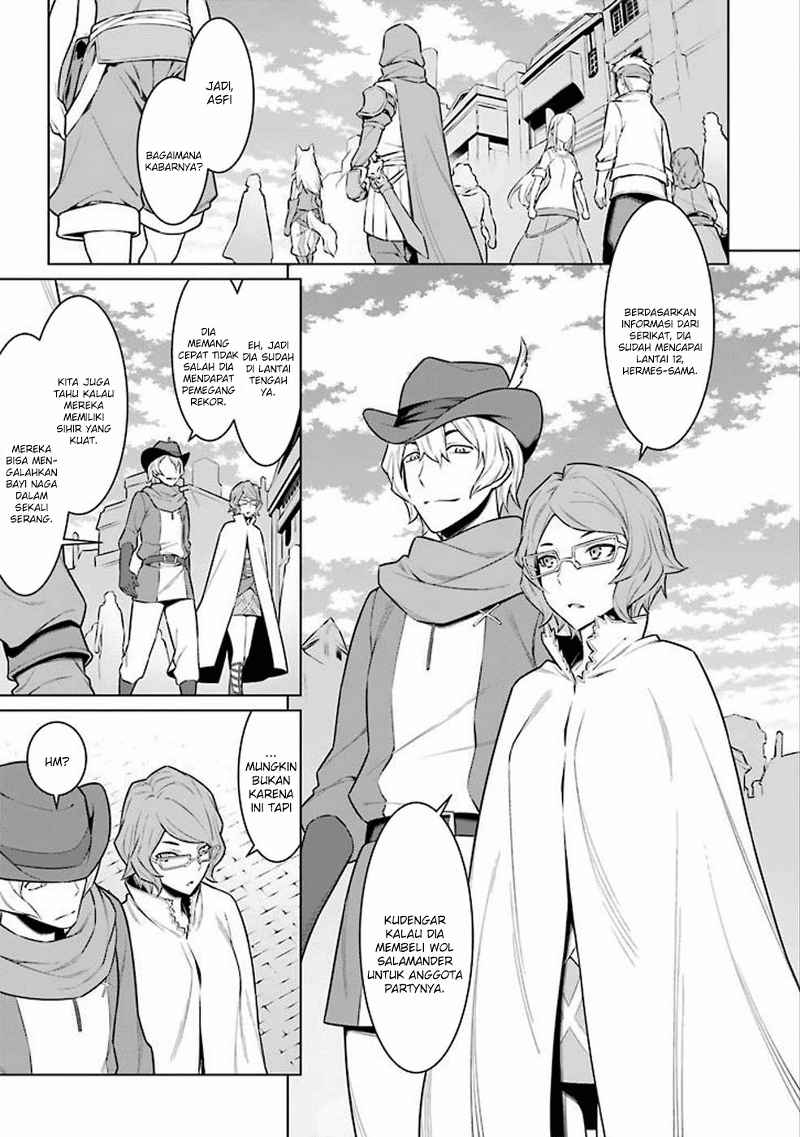 JADI,
ASFI
BAGAIMANA
KABARNYA?
BERDASARKAN
INFORMASI DARI
SERIKAT, DIA
SUDAH MENCAPAI
LANTAI 12,
HERMES-SAMA.
EH, JADI
DIA SUDAH
DI LANTAI
TENGAH
YA.
DIA
MEMANG
CEPAT TIDAK
SALAH DIA
MENDAPAT
PEMEGANG
REKOR.
KITA JUGA
TAHU KALAU
MEREKA
MEMILIKI
SIHIR YANG
KUAT.
MEREKA
BISA MEN-
GALAHKAN
BAYI NAGA
DALAM
SEKALI
SERANG.
...
MUNGKIN
BUKAN
KARENA
INI TAPI
HM?
KUDENGAR
KALAU DIA
MEMBELI WOL
SALAMANDER
UNTUK ANGGOTA
PARTYNYA.